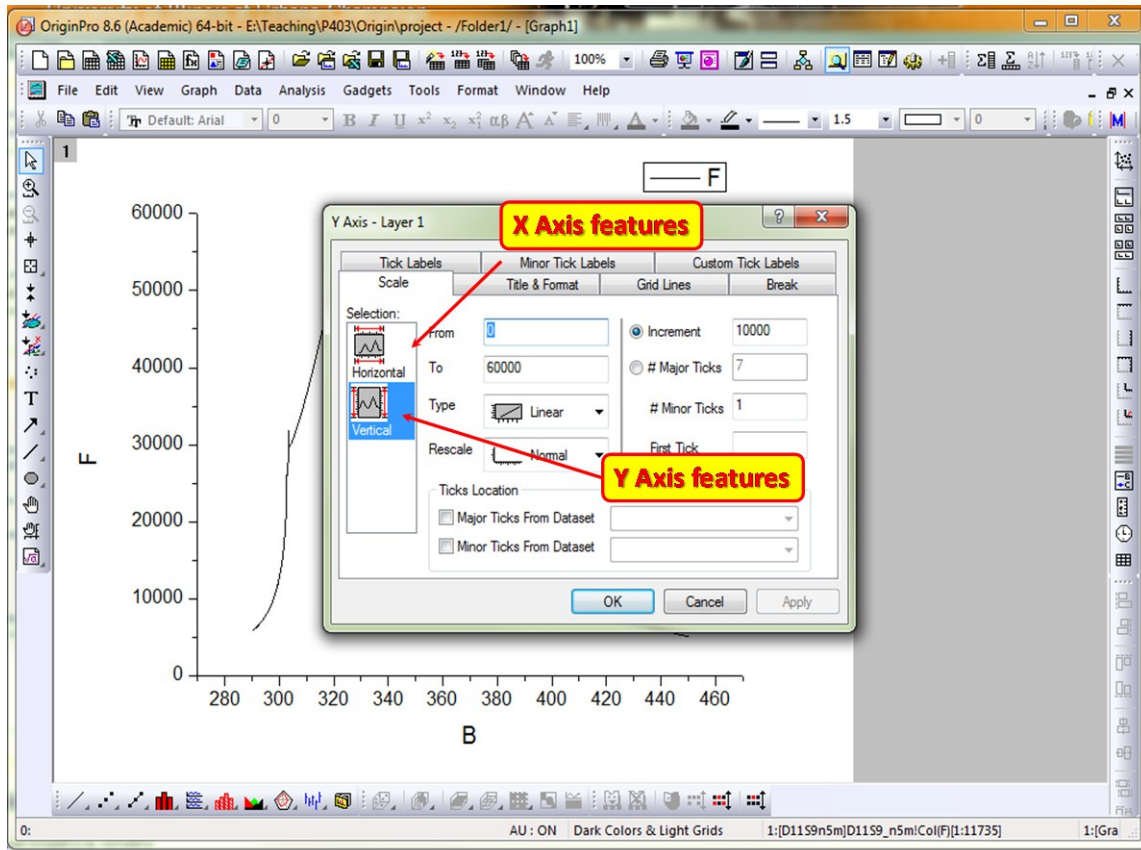 OriginPro 8.6 (Academic) 64-bit - E:\Teaching\P403\Origin\project - /Folder1/ - [Graph1]
100%
File Edit View Graph Data Analysis Gadgets Tools Format Window Help
Default: Arial 0 B I U x² x₂ αβ A A 1.5 0
1
F
60000
50000
40000
30000
20000
10000
0
F
280 300 320 340 360 380 400 420 440 460
B
Y Axis - Layer 1
X Axis features
Tick Labels Minor Tick Labels Custom Tick Labels
Scale Title & Format Grid Lines Break
Selection:
Horizontal
Vertical
From 0
To 60000
Type Linear
Rescale Normal
Increment 10000
# Major Ticks 7
# Minor Ticks 1
First Tick
Y Axis features
Ticks Location
Major Ticks From Dataset
Minor Ticks From Dataset
OK Cancel Apply
0: AU : ON Dark Colors & Light Grids 1:[D11S9n5m]D11S9_n5m!Col(F)[1:11735] 1:[Gra